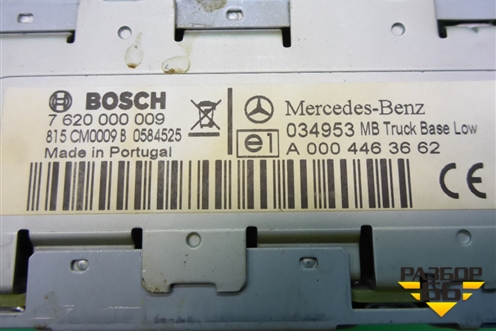 BOSCH
7 620 000 009
815 CM0009 B 0584525
Made in Portugal
Mercedes-Benz
034953 MB Truck Base Low
e1 A 000 446 36 62
CE
РАЗБОР
66